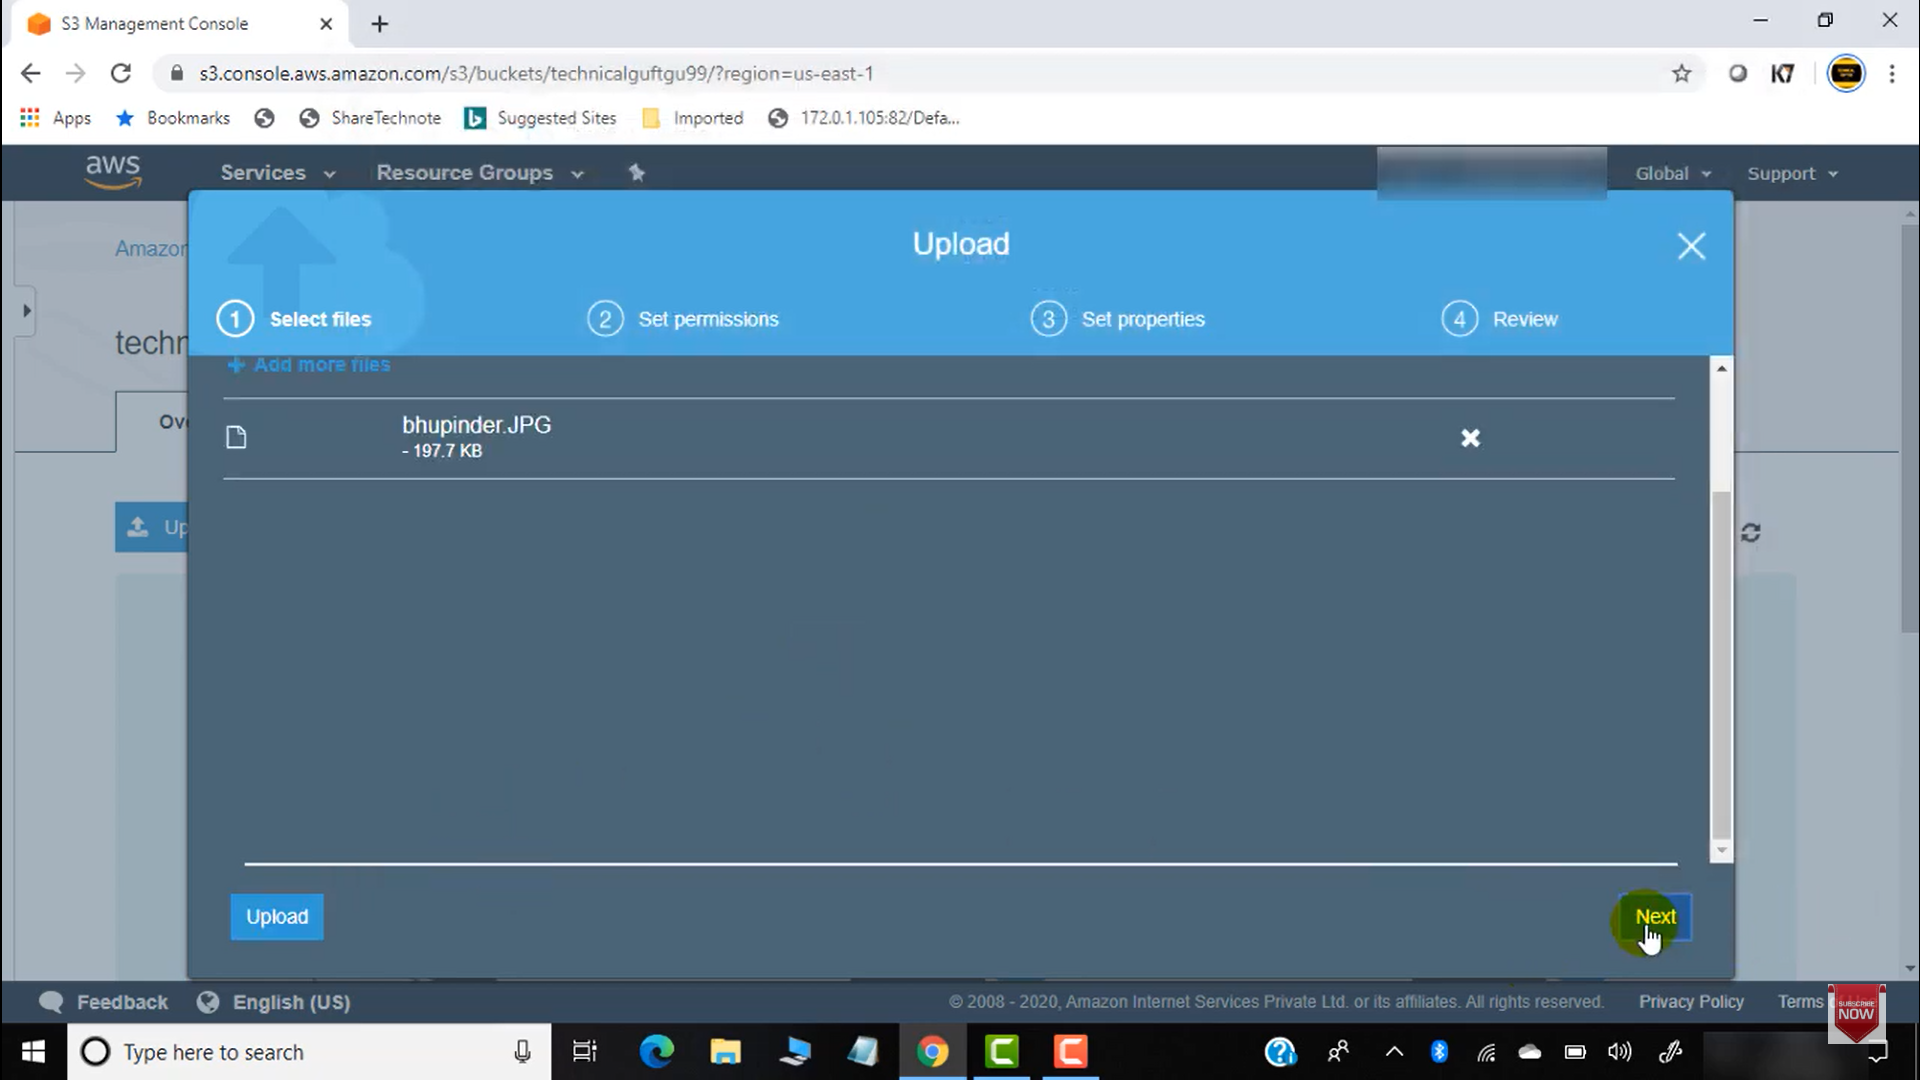 S3 Management Console
s3.console.aws.amazon.com/s3/buckets/technicalguftgu99/?region=us-east-1
K7
Apps Bookmarks ShareTechnote Suggested Sites Imported 172.0.1.105:82/Defa...
aws Services Resource Groups Global Support
Upload
Amazon
1 Select files 2 Set permissions 3 Set properties 4 Review
techn
Add more files
Ove
bhupinder.JPG
- 197.7 KB
Up
Upload Next
Feedback English (US) © 2008 - 2020, Amazon Internet Services Private Ltd. or its affiliates. All rights reserved. Privacy Policy Terms
SUBSCRIBE
NOW
Type here to search